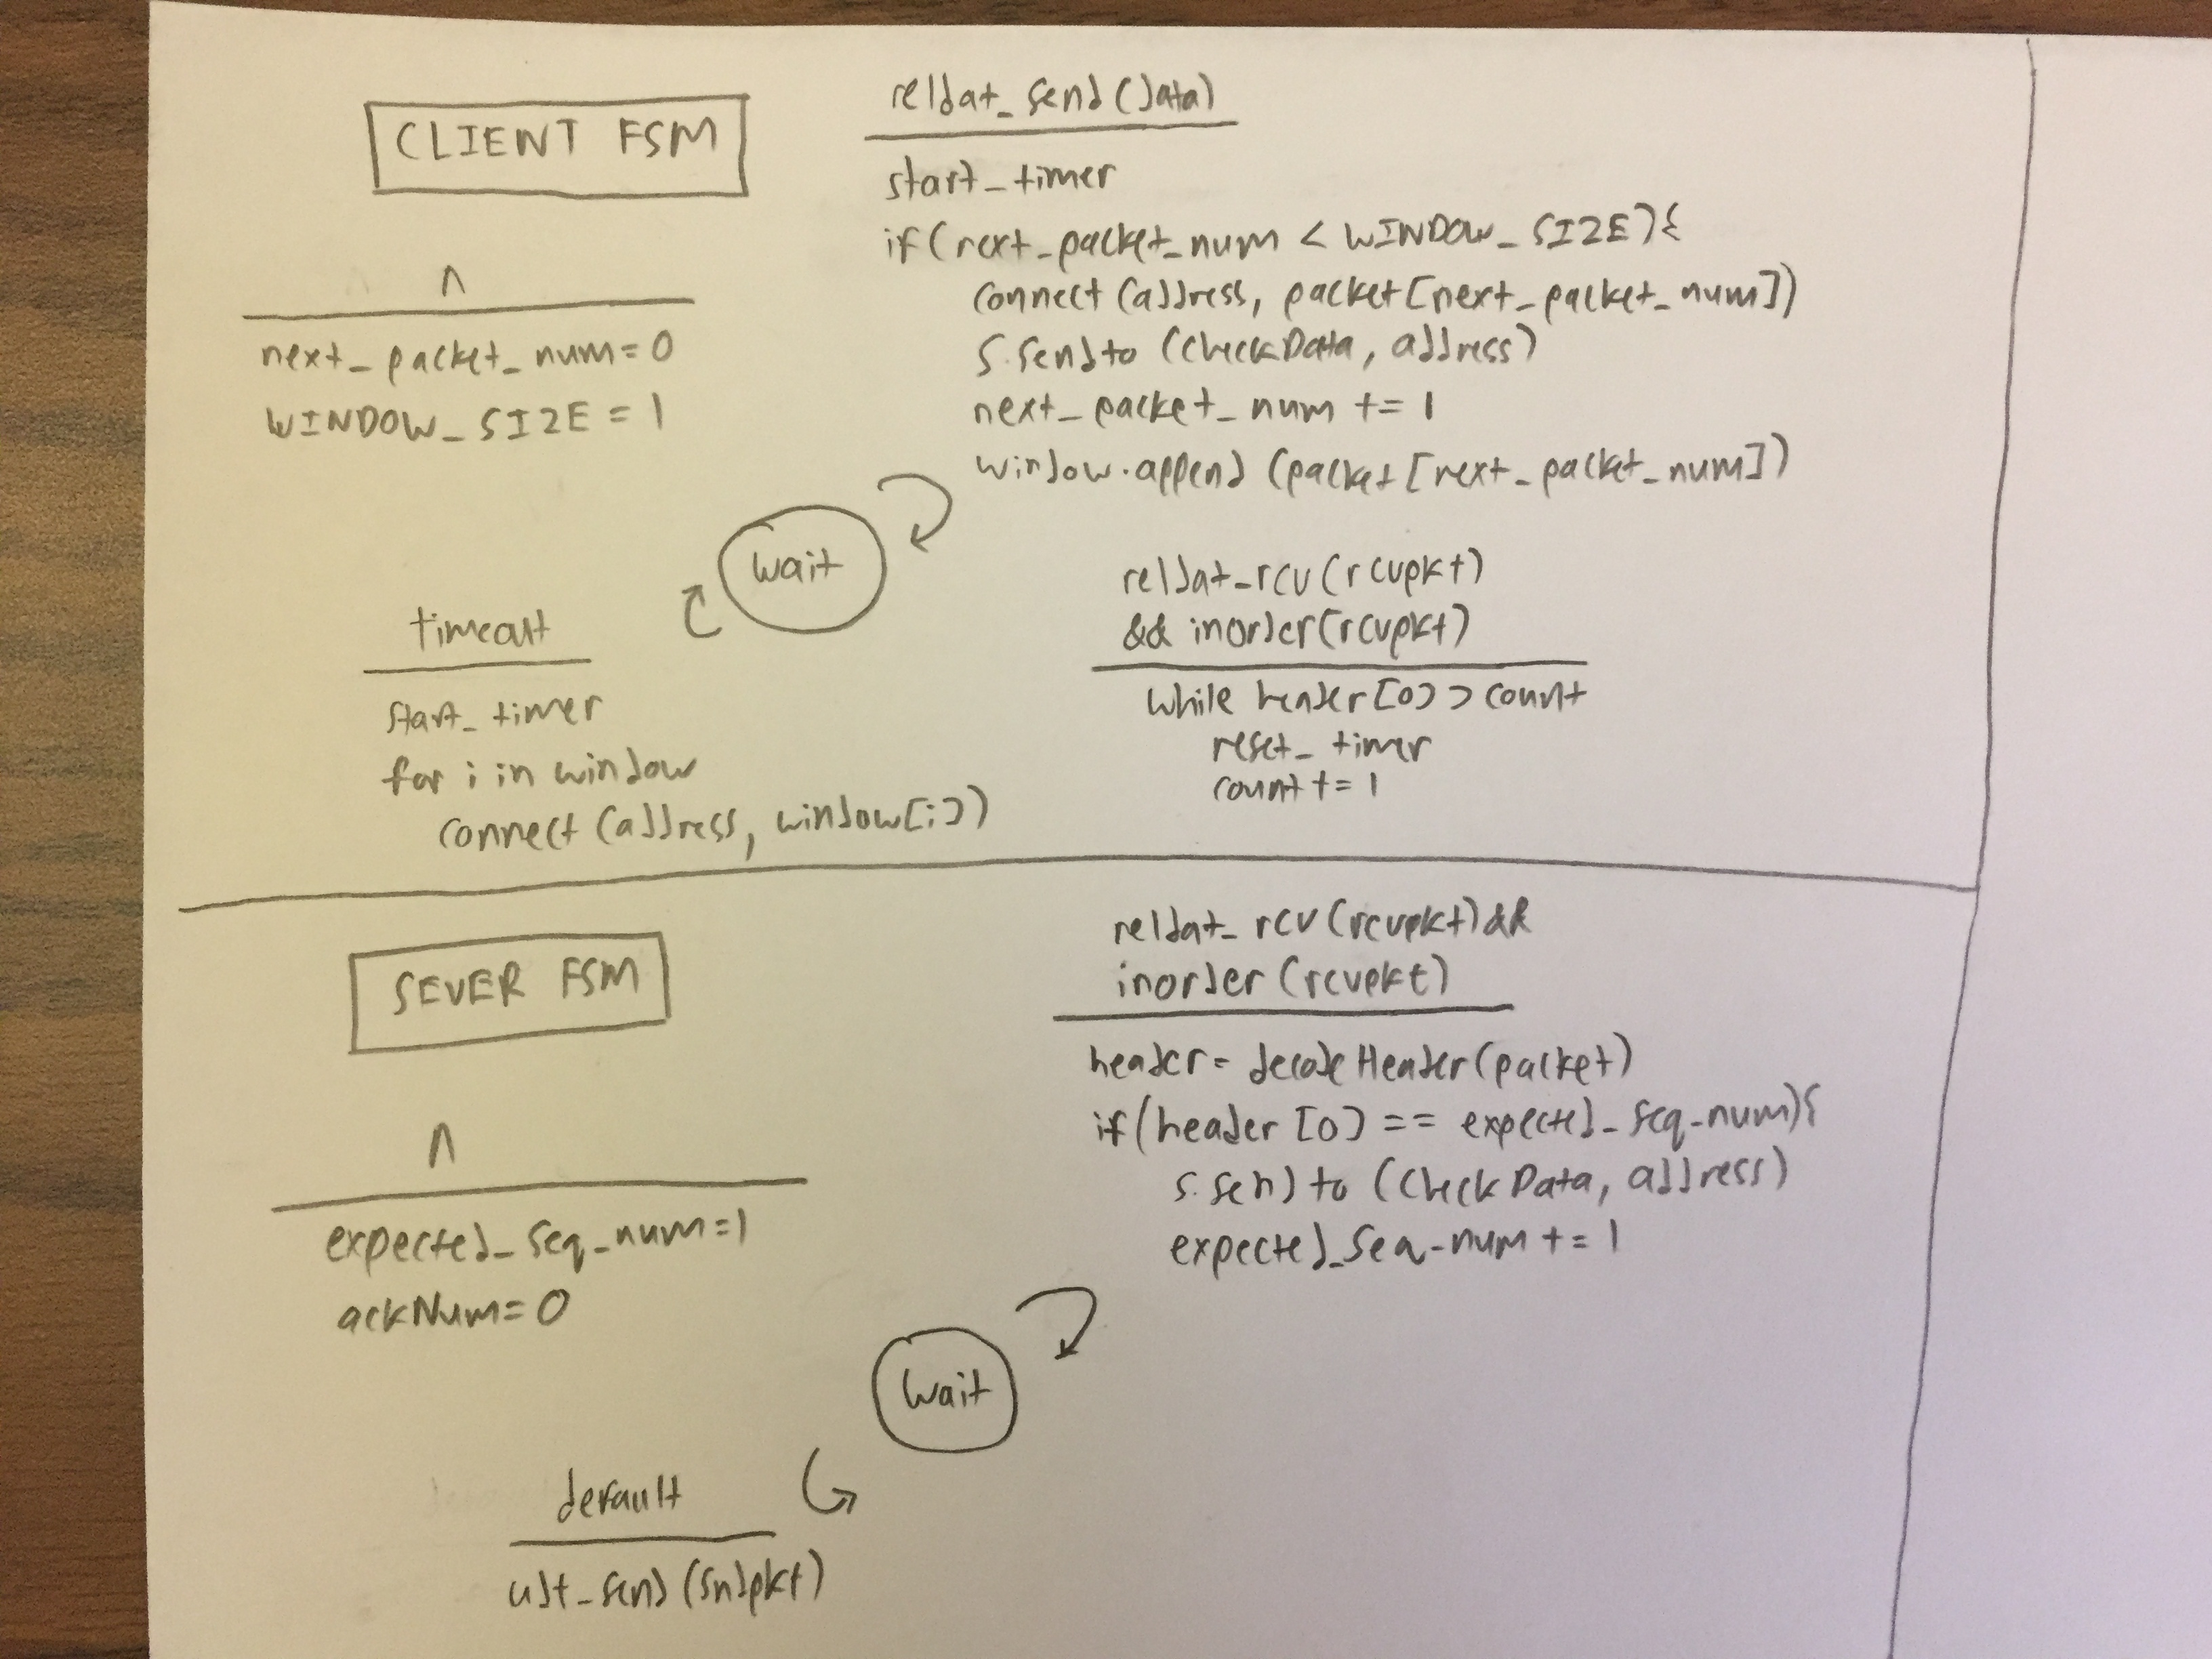 CLIENT FSM
Λ
next_packet_num=0
WINDOW_SIZE = 1
reldat_send(data)
start_timer
if(next_packet_num < WINDOW_SIZE){
connect(address, packet[next_packet_num])
s.sendto(checkData, address)
next_packet_num += 1
window.append(packet[next_packet_num])
wait
timeout
start_timer
for i in window
connect(address, window[i])
reldat_rcv(rcvpkt)
&& inorder(rcvpkt)
while header[0] > count
reset_timer
count += 1
SEVER FSM
Λ
expected_seq_num=1
ackNum=0
reldat_rcv(rcvpkt)&&
inorder(rcvpkt)
header= decodeHeader(packet)
if(header[0] == expected_seq_num){
s.sendto(checkData, address)
expected_seq_num += 1
wait
default
udt_send(sndpkt)